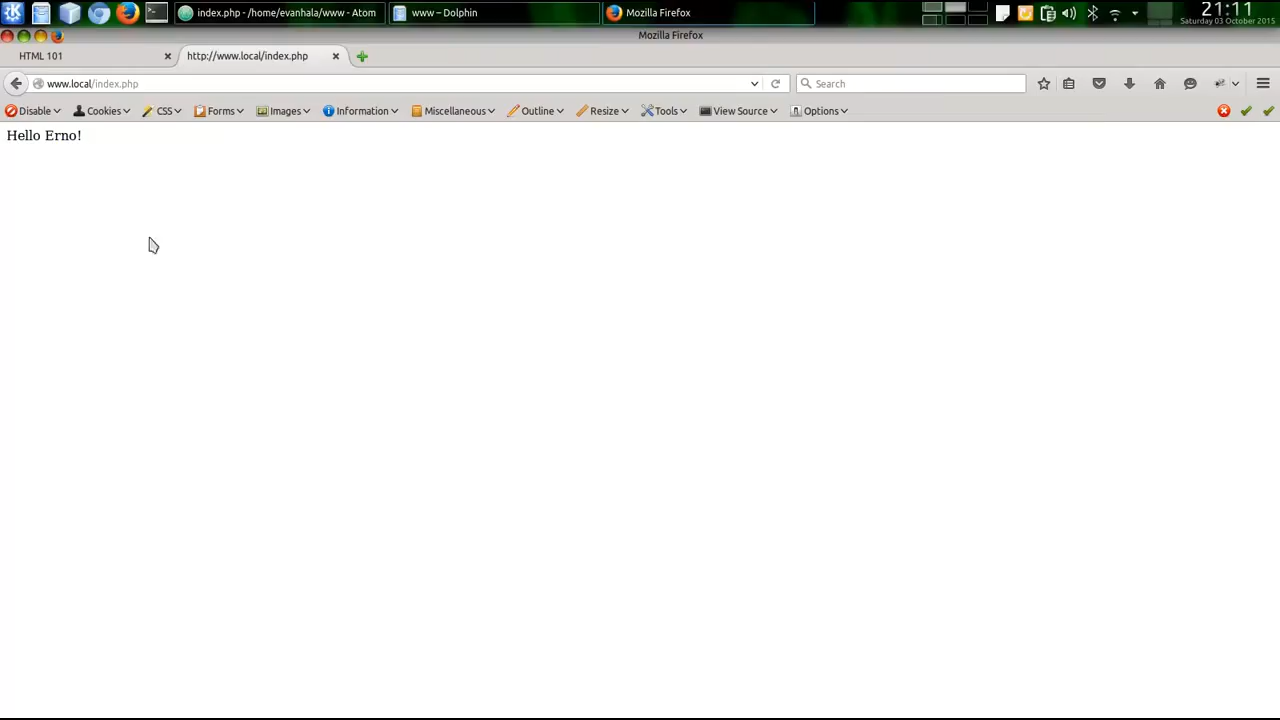 index.php - /home/evanhala/www - Atom
www – Dolphin
Mozilla Firefox
21:11
Saturday 03 October 2015
Mozilla Firefox
HTML 101
http://www.local/index.php
www.local/index.php
Search
Disable
Cookies
CSS
Forms
Images
Information
Miscellaneous
Outline
Resize
Tools
View Source
Options
Hello Erno!